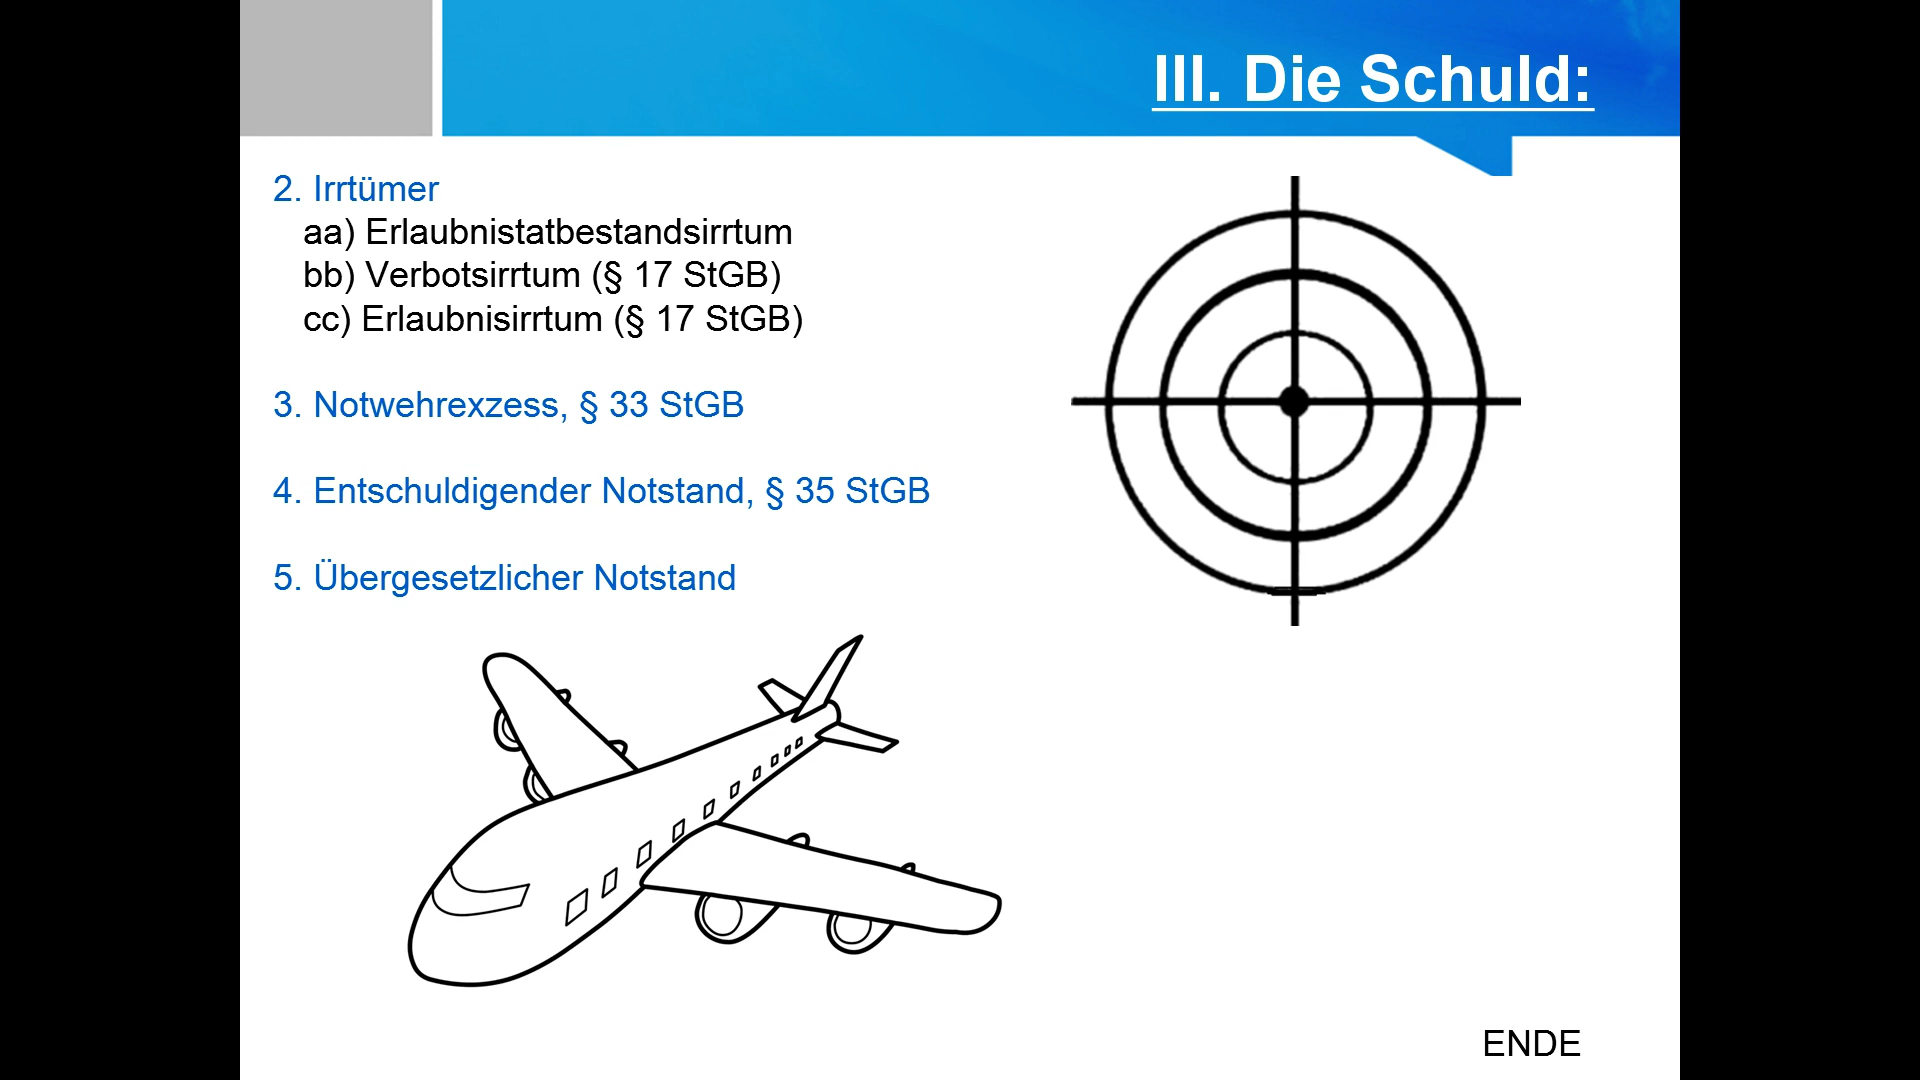 III. Die Schuld:
2. Irrtümer
aa) Erlaubnistatbestandsirrtum
bb) Verbotsirrtum (§ 17 StGB)
cc) Erlaubnisirrtum (§ 17 StGB)
3. Notwehrexzess, § 33 StGB
4. Entschuldigender Notstand, § 35 StGB
5. Übergesetzlicher Notstand
ENDE